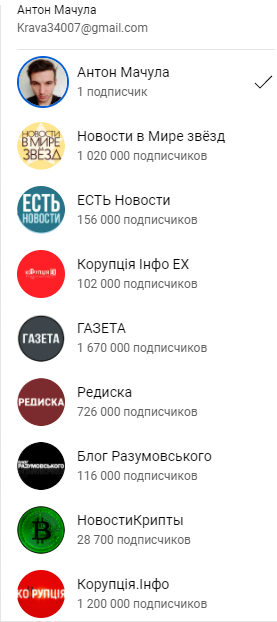 Антон Мачула
Krava34007@gmail.com
Антон Мачула
1 подписчик
НОВОСТИ
В МИРЕ
ЗВЁЗД
Новости в Мире звёзд
1 020 000 подписчиков
ЕСТЬ
НОВОСТИ
ЕСТЬ Новости
156 000 подписчиков
Корупція Інфо EX
102 000 подписчиков
ГАЗЕТА
ГАЗЕТА
1 670 000 подписчиков
РЕДИСКА
Редиска
726 000 подписчиков
РАЗУМОВСЬКОГО
Блог Разумовського
116 000 подписчиков
НовостиКрипты
28 700 подписчиков
КОРУПЦІЯ
Корупція.Інфо
1 200 000 подписчиков